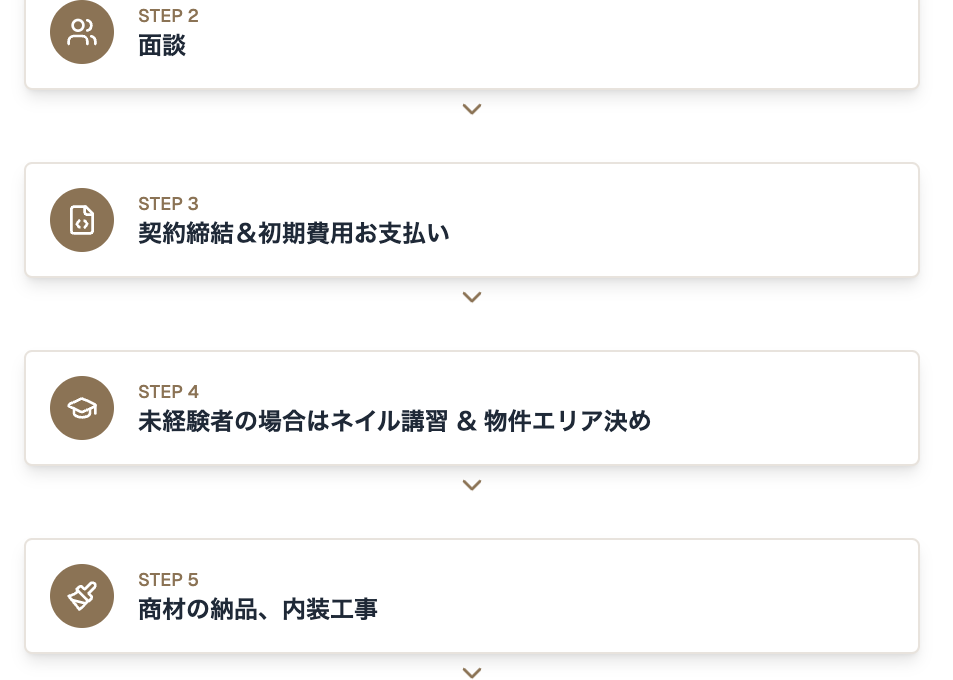 STEP 2
面談
STEP 3
契約締結&初期費用お支払い
STEP 4
未経験者の場合はネイル講習 & 物件エリア決め
STEP 5
商材の納品、内装工事